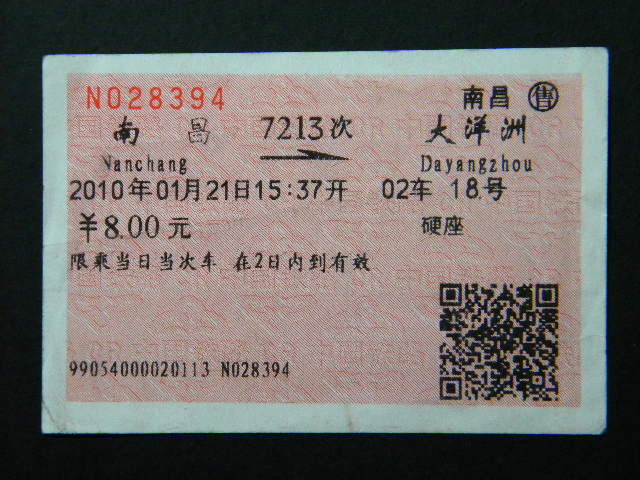 N028394 南昌 售
南昌 7213次 大洋洲
Nanchang Dayangzhou
2010年01月21日15:37开 02车 18号
￥8.00元 硬座
限乘当日当次车 在2日内到有效
99054000020113 N028394